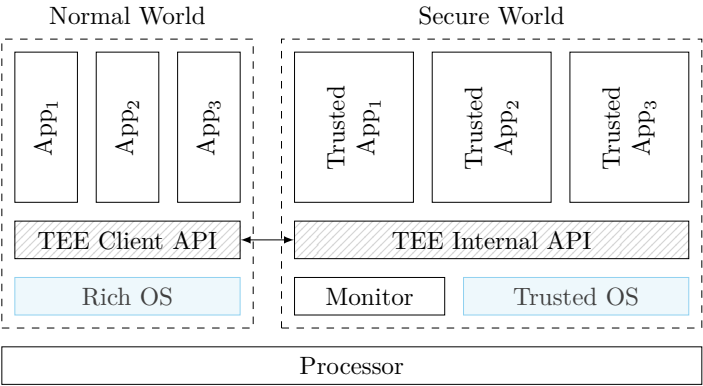 Normal World
Secure World
App₁
App₂
App₃
Trusted
App₁
Trusted
App₂
Trusted
App₃
TEE Client API
TEE Internal API
Rich OS
Monitor
Trusted OS
Processor